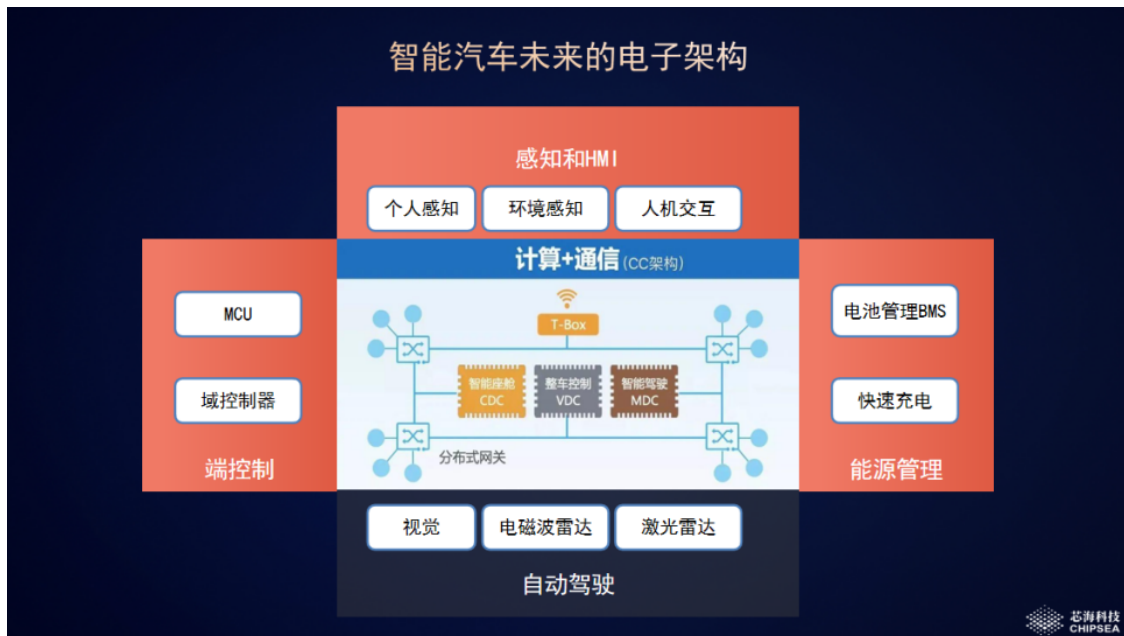 智能汽车未来的电子架构
感知和HMI
个人感知 环境感知 人机交互
计算+通信(CC架构)
MCU
域控制器
端控制
T-Box
智能座舱
CDC
整车控制
VDC
智能驾驶
MDC
分布式网关
电池管理BMS
快速充电
能源管理
视觉 电磁波雷达 激光雷达
自动驾驶
芯海科技
CHIPSEA